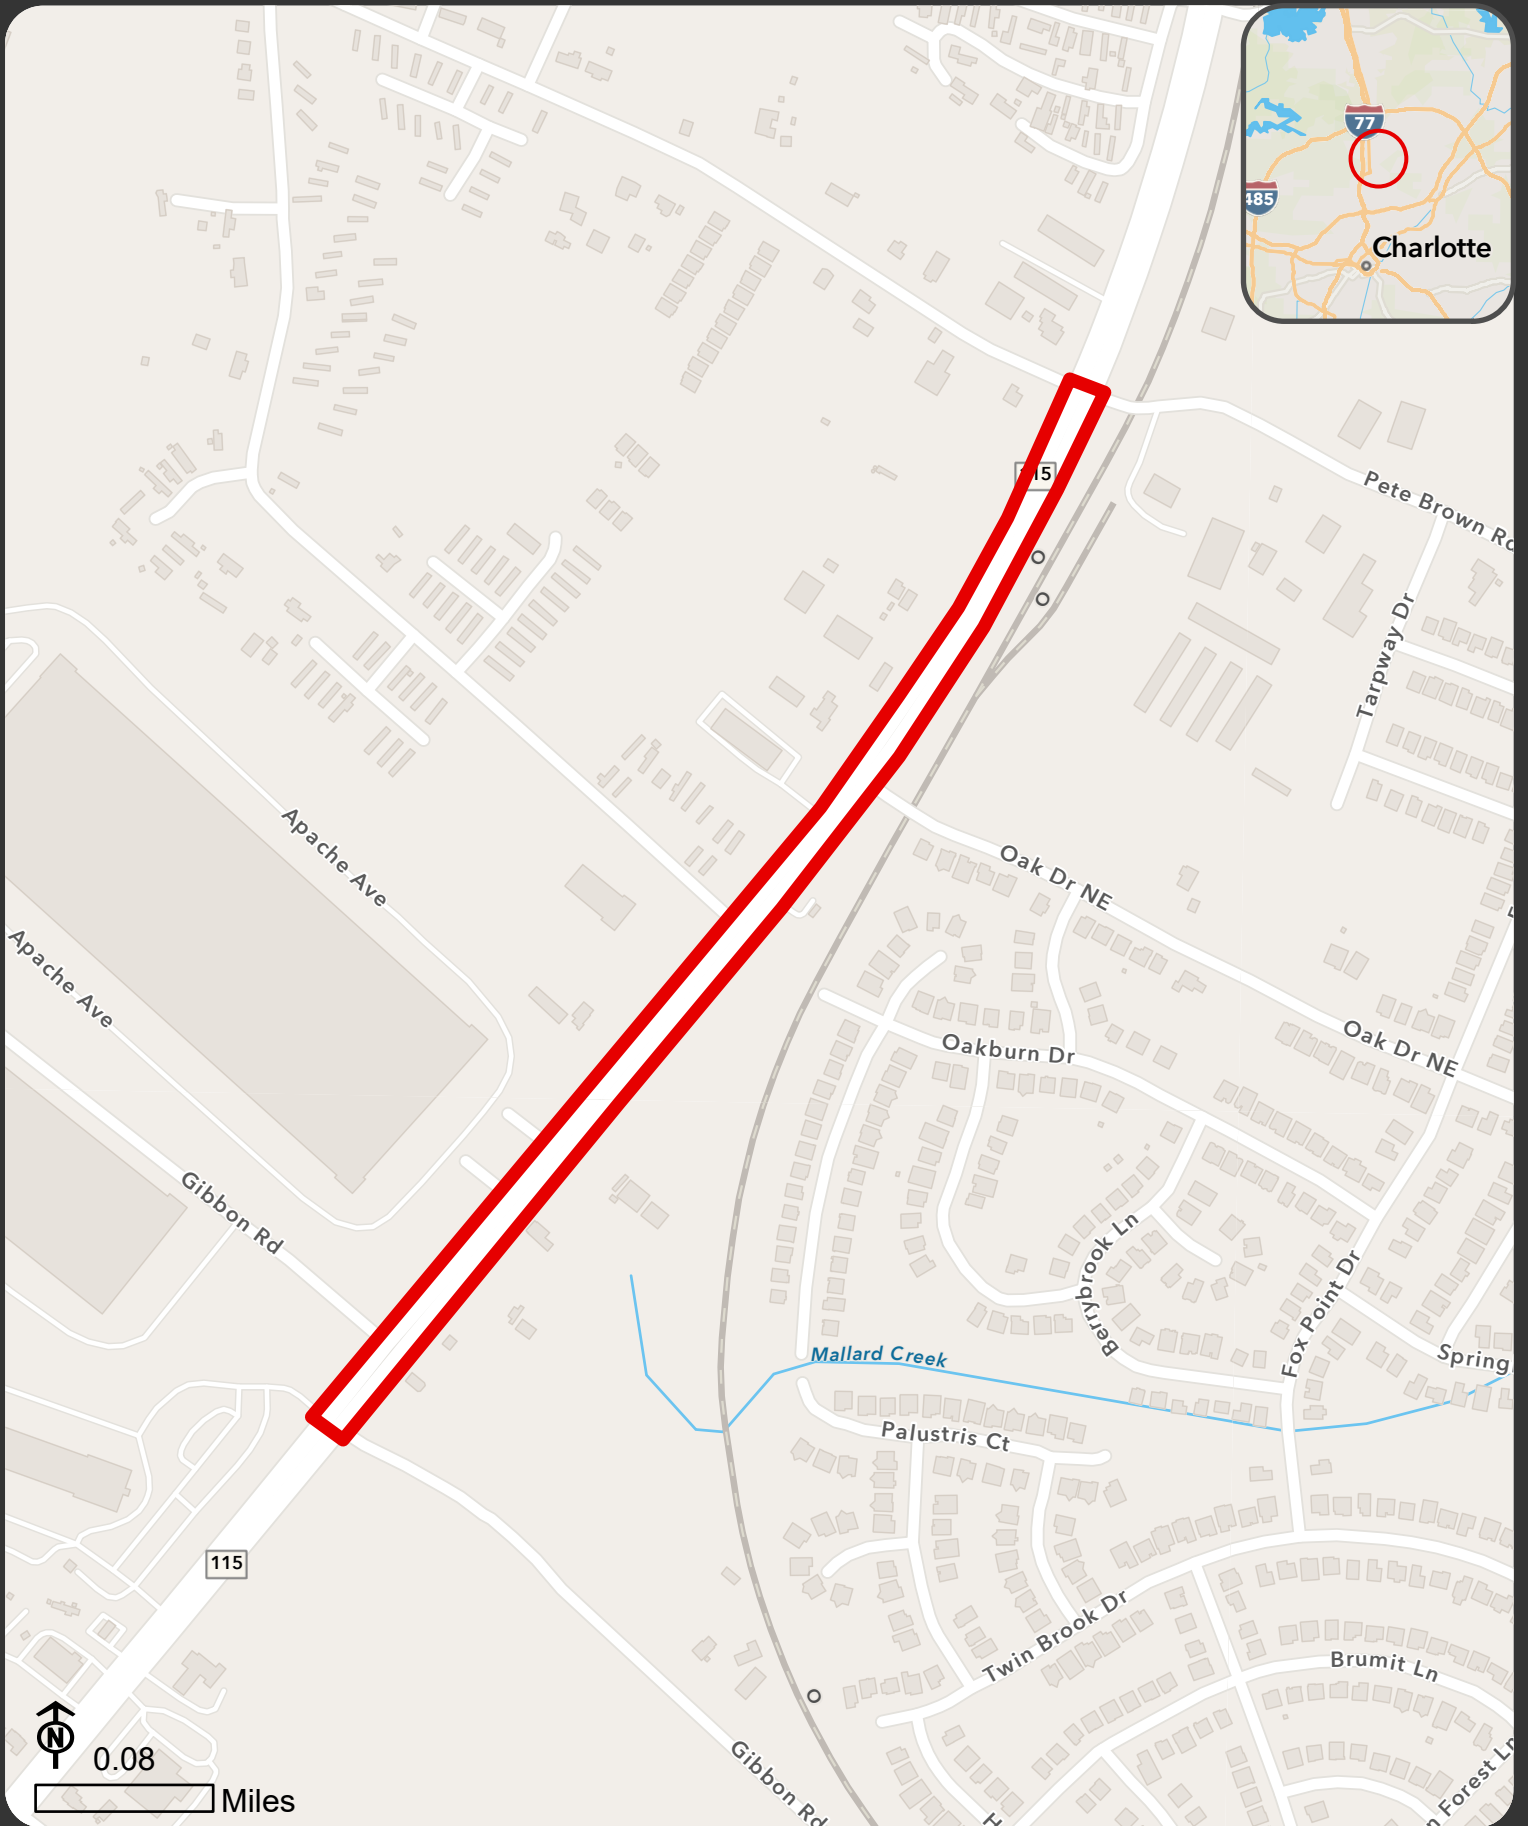 77
485
Charlotte
15
Pete Brown Rd
Tarpway Dr
Apache Ave
Oak Dr NE
Apache Ave
Oakburn Dr
Oak Dr NE
Gibbon Rd
Berrybrook Ln
Fox Point Dr
Mallard Creek
Spring
Palustris Ct
115
Twin Brook Dr
Brumit Ln
N
0.08
Miles
Gibbon Rd
Forest Ln
H